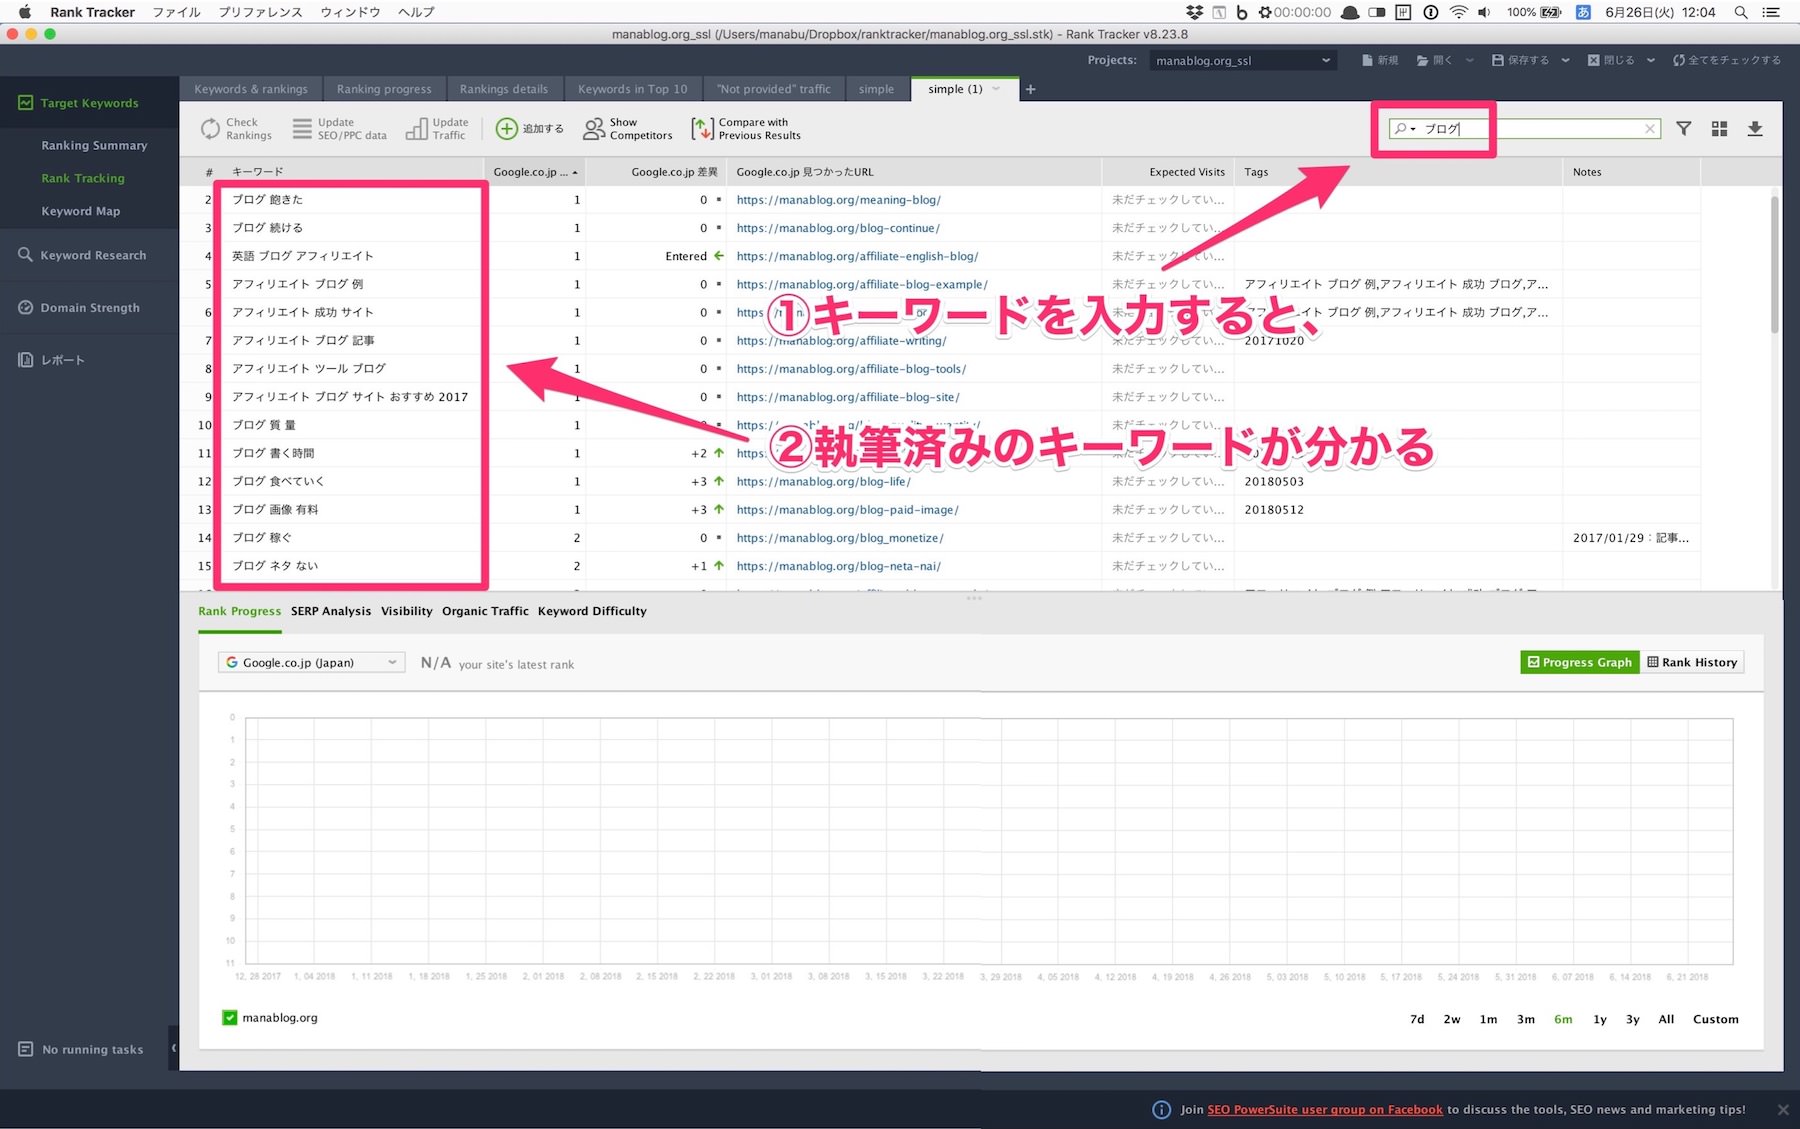 Rank Tracker ファイル プリファレンス ウィンドウ ヘルプ 00:00:00 100% あ 6月26日(火) 12:04
manablog.org_ssl (/Users/manabu/Dropbox/ranktracker/manablog.org_ssl.stk) - Rank Tracker v8.23.8
Projects: manablog.org_ssl 新規 開く 保存する 閉じる 全てをチェックする
Keywords & rankings Ranking progress Rankings details Keywords in Top 10 "Not provided" traffic simple simple (1) +
Target Keywords
Ranking Summary
Rank Tracking
Keyword Map
Keyword Research
Domain Strength
レポート
No running tasks
Check Rankings
Update SEO/PPC data
Update Traffic
追加する
Show Competitors
Compare with Previous Results
ブログ
# キーワード Google.co.jp ... Google.co.jp 差異 Google.co.jp 見つかったURL Expected Visits Tags Notes
2 ブログ 飽きた 1 0 https://manablog.org/meaning-blog/ 未だチェックしてい...
3 ブログ 続ける 1 0 https://manablog.org/blog-continue/ 未だチェックしてい...
4 英語 ブログ アフィリエイト 1 Entered https://manablog.org/affiliate-english-blog/ 未だチェックしてい...
5 アフィリエイト ブログ 例 1 0 https://manablog.org/affiliate-blog-example/ 未だチェックしてい... アフィリエイト ブログ 例,アフィリエイト 成功 ブログ,ア...
6 アフィリエイト 成功 サイト 1 0 ブログ 例,アフィリエイト 成功 ブログ,ア...
①キーワードを入力すると、
7 アフィリエイト ブログ 記事 1 0 https://manablog.org/affiliate-writing/ 未だチェックしてい... 20171020
8 アフィリエイト ツール ブログ 1 0 https://manablog.org/affiliate-blog-tools/ 未だチェックしてい...
9 アフィリエイト ブログ サイト おすすめ 2017 1 0 https://manablog.org/affiliate-blog-site/ 未だチェックしてい...
10 ブログ 質 量 1
11 ブログ 書く時間 1 +2
②執筆済みのキーワードが分かる
12 ブログ 食べていく 1 +3 https://manablog.org/blog-life/ 未だチェックしてい... 20180503
13 ブログ 画像 有料 1 +3 https://manablog.org/blog-paid-image/ 未だチェックしてい... 20180512
14 ブログ 稼ぐ 2 0 https://manablog.org/blog_monetize/ 未だチェックしてい... 2017/01/29：記事...
15 ブログ ネタ ない 2 +1 https://manablog.org/blog-neta-nai/ 未だチェックしてい...
Rank Progress SERP Analysis Visibility Organic Traffic Keyword Difficulty
Google.co.jp (Japan) N/A your site's latest rank Progress Graph Rank History
0
1
2
3
4
5
6
7
8
9
10
11
12, 28 2017 1, 04 2018 1, 11 2018 1, 18 2018 1, 25 2018 2, 01 2018 2, 08 2018 2, 15 2018 2, 22 2018 3, 01 2018 3, 08 2018 3, 15 2018 3, 22 2018 3, 29 2018 4, 05 2018 4, 12 2018 4, 19 2018 4, 26 2018 5, 03 2018 5, 10 2018 5, 17 2018 5, 24 2018 5, 31 2018 6, 07 2018 6, 14 2018 6, 21 2018
manablog.org
7d 2w 1m 3m 6m 1y 3y All Custom
Join SEO PowerSuite user group on Facebook to discuss the tools, SEO news and marketing tips!